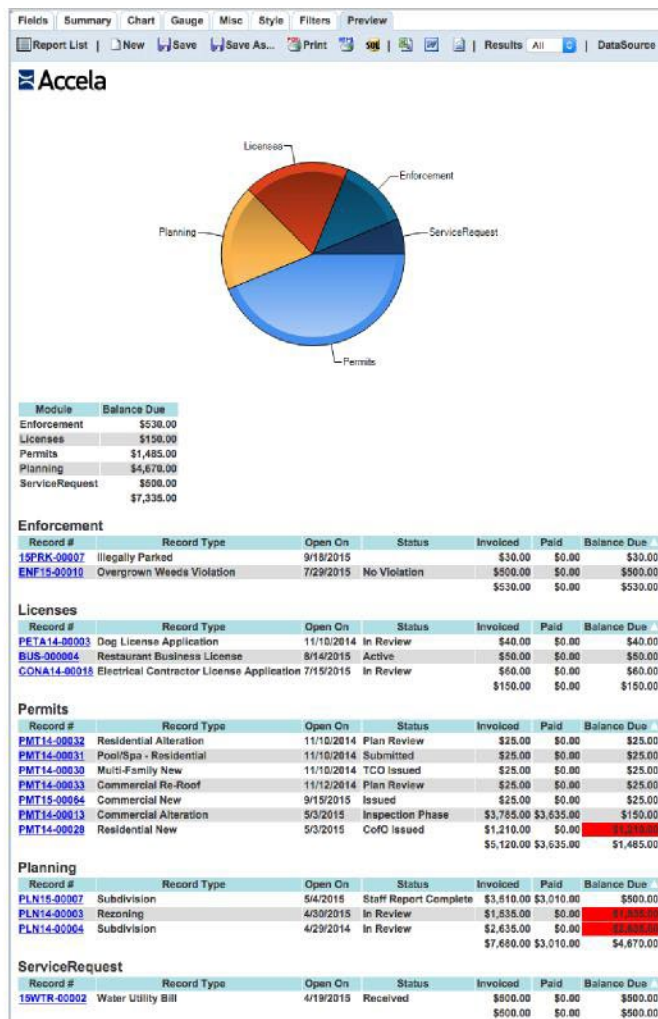 Fields Summary Chart Gauge Misc Style Filters Preview
Report List | New Save Save As... Print SQL | Results All | DataSource
Accela
Licenses
Enforcement
Planning
ServiceRequest
Permits
Module Balance Due
Enforcement $530.00
Licenses $150.00
Permits $1,485.00
Planning $4,670.00
ServiceRequest $500.00
$7,335.00
Enforcement
Record # Record Type Open On Status Invoiced Paid Balance Due
15PRK-00007 Illegally Parked 9/18/2015 $30.00 $0.00 $30.00
ENF15-00010 Overgrown Weeds Violation 7/29/2015 No Violation $500.00 $0.00 $500.00
$530.00 $0.00 $530.00
Licenses
Record # Record Type Open On Status Invoiced Paid Balance Due
PETA14-00003 Dog License Application 11/10/2014 In Review $40.00 $0.00 $40.00
BUS-000004 Restaurant Business License 8/14/2015 Active $50.00 $0.00 $50.00
CONA14-00018 Electrical Contractor License Application 7/15/2015 In Review $60.00 $0.00 $60.00
$150.00 $0.00 $150.00
Permits
Record # Record Type Open On Status Invoiced Paid Balance Due
PMT14-00032 Residential Alteration 11/10/2014 Plan Review $25.00 $0.00 $25.00
PMT14-00031 Pool/Spa - Residential 11/10/2014 Submitted $25.00 $0.00 $25.00
PMT14-00030 Multi-Family New 11/10/2014 TCO Issued $25.00 $0.00 $25.00
PMT14-00033 Commercial Re-Roof 11/12/2014 Plan Review $25.00 $0.00 $25.00
PMT15-00064 Commercial New 9/15/2015 Issued $25.00 $0.00 $25.00
PMT14-00013 Commercial Alteration 5/3/2015 Inspection Phase $3,785.00 $3,635.00 $150.00
PMT14-00028 Residential New 5/3/2015 CofO Issued $1,210.00 $0.00 $1,210.00
$5,120.00 $3,635.00 $1,485.00
Planning
Record # Record Type Open On Status Invoiced Paid Balance Due
PLN15-00007 Subdivision 5/4/2015 Staff Report Complete $3,510.00 $3,010.00 $500.00
PLN14-00003 Rezoning 4/30/2015 In Review $1,535.00 $0.00 $1,535.00
PLN14-00004 Subdivision 4/29/2014 In Review $2,635.00 $0.00 $2,635.00
$7,680.00 $3,010.00 $4,670.00
ServiceRequest
Record # Record Type Open On Status Invoiced Paid Balance Due
15WTR-00002 Water Utility Bill 4/19/2015 Received $500.00 $0.00 $500.00
$500.00 $0.00 $500.00